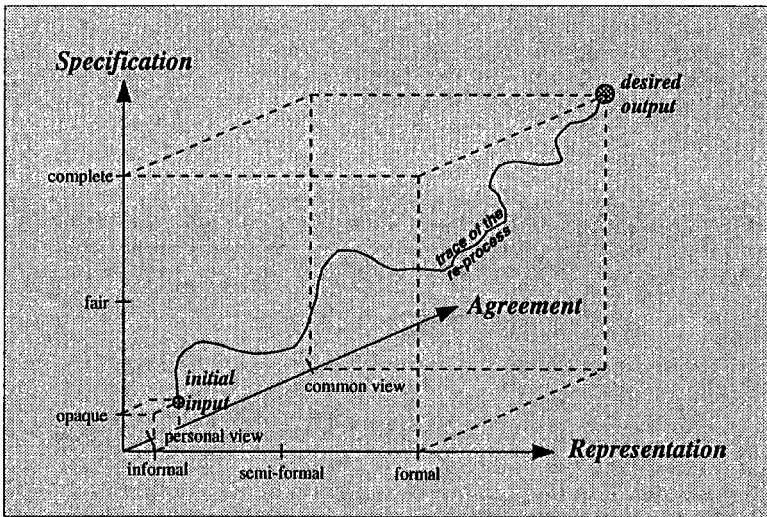 Specification
desired
output
complete
trace of the
re-process
fair
Agreement
initial
input
common view
opaque
personal view
Representation
informal
semi-formal
formal